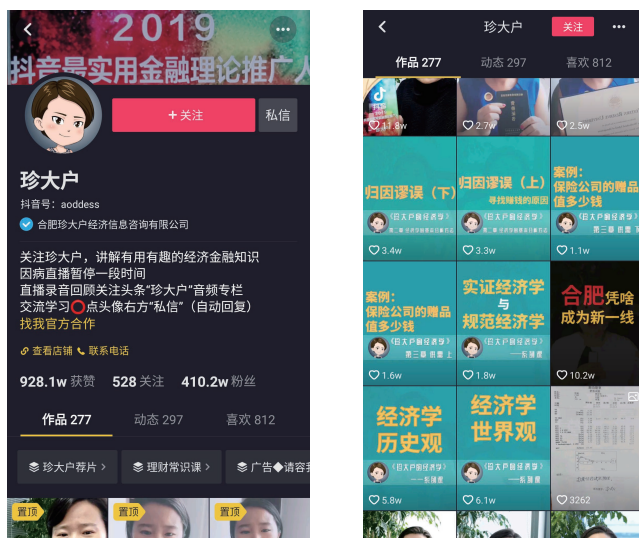 2019
抖音最实用金融理论推广人
+关注
私信
珍大户
抖音号：aoddess
合肥珍大户经济信息咨询有限公司
关注珍大户，讲解有用有趣的经济金融知识
因病直播暂停一段时间
直播录音回顾关注头条“珍大户”音频专栏
交流学习⭕点头像右方“私信”（自动回复）
找我官方合作
查看店铺 联系电话
928.1w 获赞 528 关注 410.2w 粉丝
作品 277 动态 297 喜欢 812
珍大户荐片 > 理财常识课 > 广告◆请容
置顶 置顶 置顶
珍大户 关注
作品 277 动态 297 喜欢 812
11.8w 2.7w 2.5w
归因谬误（下）
3.4w
归因谬误（上）
寻找赚钱的原因
3.3w
案例：
保险公司的赠品
值多少钱
1.1w
案例：
保险公司的赠品
值多少钱
第三章 供需 上
1.6w
实证经济学
与
规范经济学
1.8w
合肥凭啥
成为新一线
10.2w
经济学
历史观
5.8w
经济学
世界观
6.1w
3262